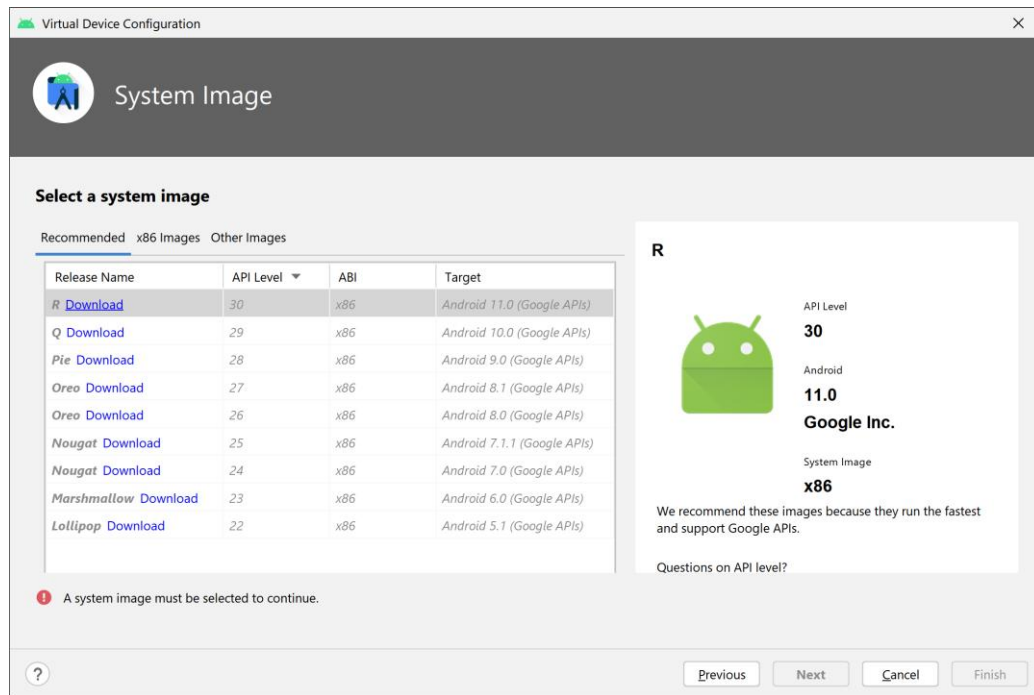 Virtual Device Configuration
System Image
Select a system image
Recommended x86 Images Other Images
Release Name API Level ABI Target
R Download 30 x86 Android 11.0 (Google APIs)
Q Download 29 x86 Android 10.0 (Google APIs)
Pie Download 28 x86 Android 9.0 (Google APIs)
Oreo Download 27 x86 Android 8.1 (Google APIs)
Oreo Download 26 x86 Android 8.0 (Google APIs)
Nougat Download 25 x86 Android 7.1.1 (Google APIs)
Nougat Download 24 x86 Android 7.0 (Google APIs)
Marshmallow Download 23 x86 Android 6.0 (Google APIs)
Lollipop Download 22 x86 Android 5.1 (Google APIs)
R
API Level
30
Android
11.0
Google Inc.
System Image
x86
We recommend these images because they run the fastest
and support Google APIs.
Questions on API level?
A system image must be selected to continue.
? Previous Next Cancel Finish